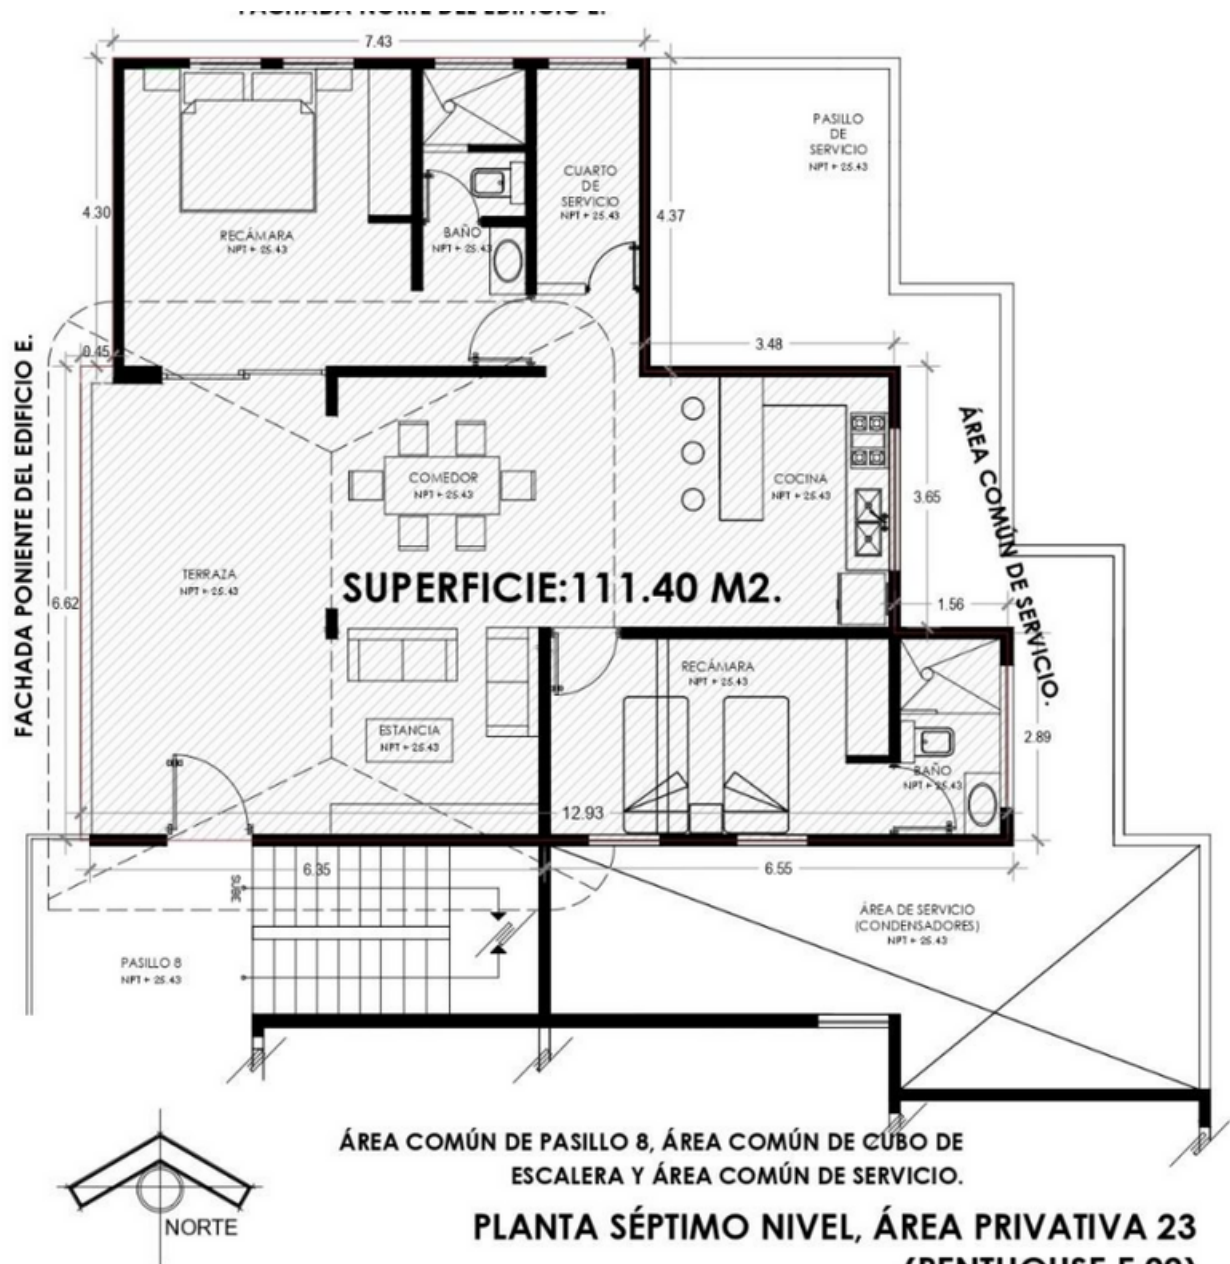 FACHADA NORTE DEL EDIFICIO E.
7.43
PASILLO
DE
SERVICIO
NPT + 25.43
CUARTO
DE
SERVICIO
NPT + 25.43
4.30
4.37
RECÁMARA
NPT + 25.43
BAÑO
NPT + 25.43
0.45
3.48
FACHADA PONIENTE DEL EDIFICIO E.
ÁREA COMÚN DE SERVICIO.
COMEDOR
NPT + 25.43
COCINA
NPT + 25.43
3.65
TERRAZA
NPT + 25.43
SUPERFICIE:111.40 M2.
6.62
1.56
RECÁMARA
NPT + 25.43
ESTANCIA
NPT + 25.43
2.89
BAÑO
NPT + 25.43
12.93
6.35
6.55
SUBE
ÁREA DE SERVICIO
(CONDENSADORES)
NPT + 25.43
PASILLO 8
NPT + 25.43
ÁREA COMÚN DE PASILLO 8, ÁREA COMÚN DE CUBO DE
ESCALERA Y ÁREA COMÚN DE SERVICIO.
NORTE
PLANTA SÉPTIMO NIVEL, ÁREA PRIVATIVA 23
(PENTHOUSE